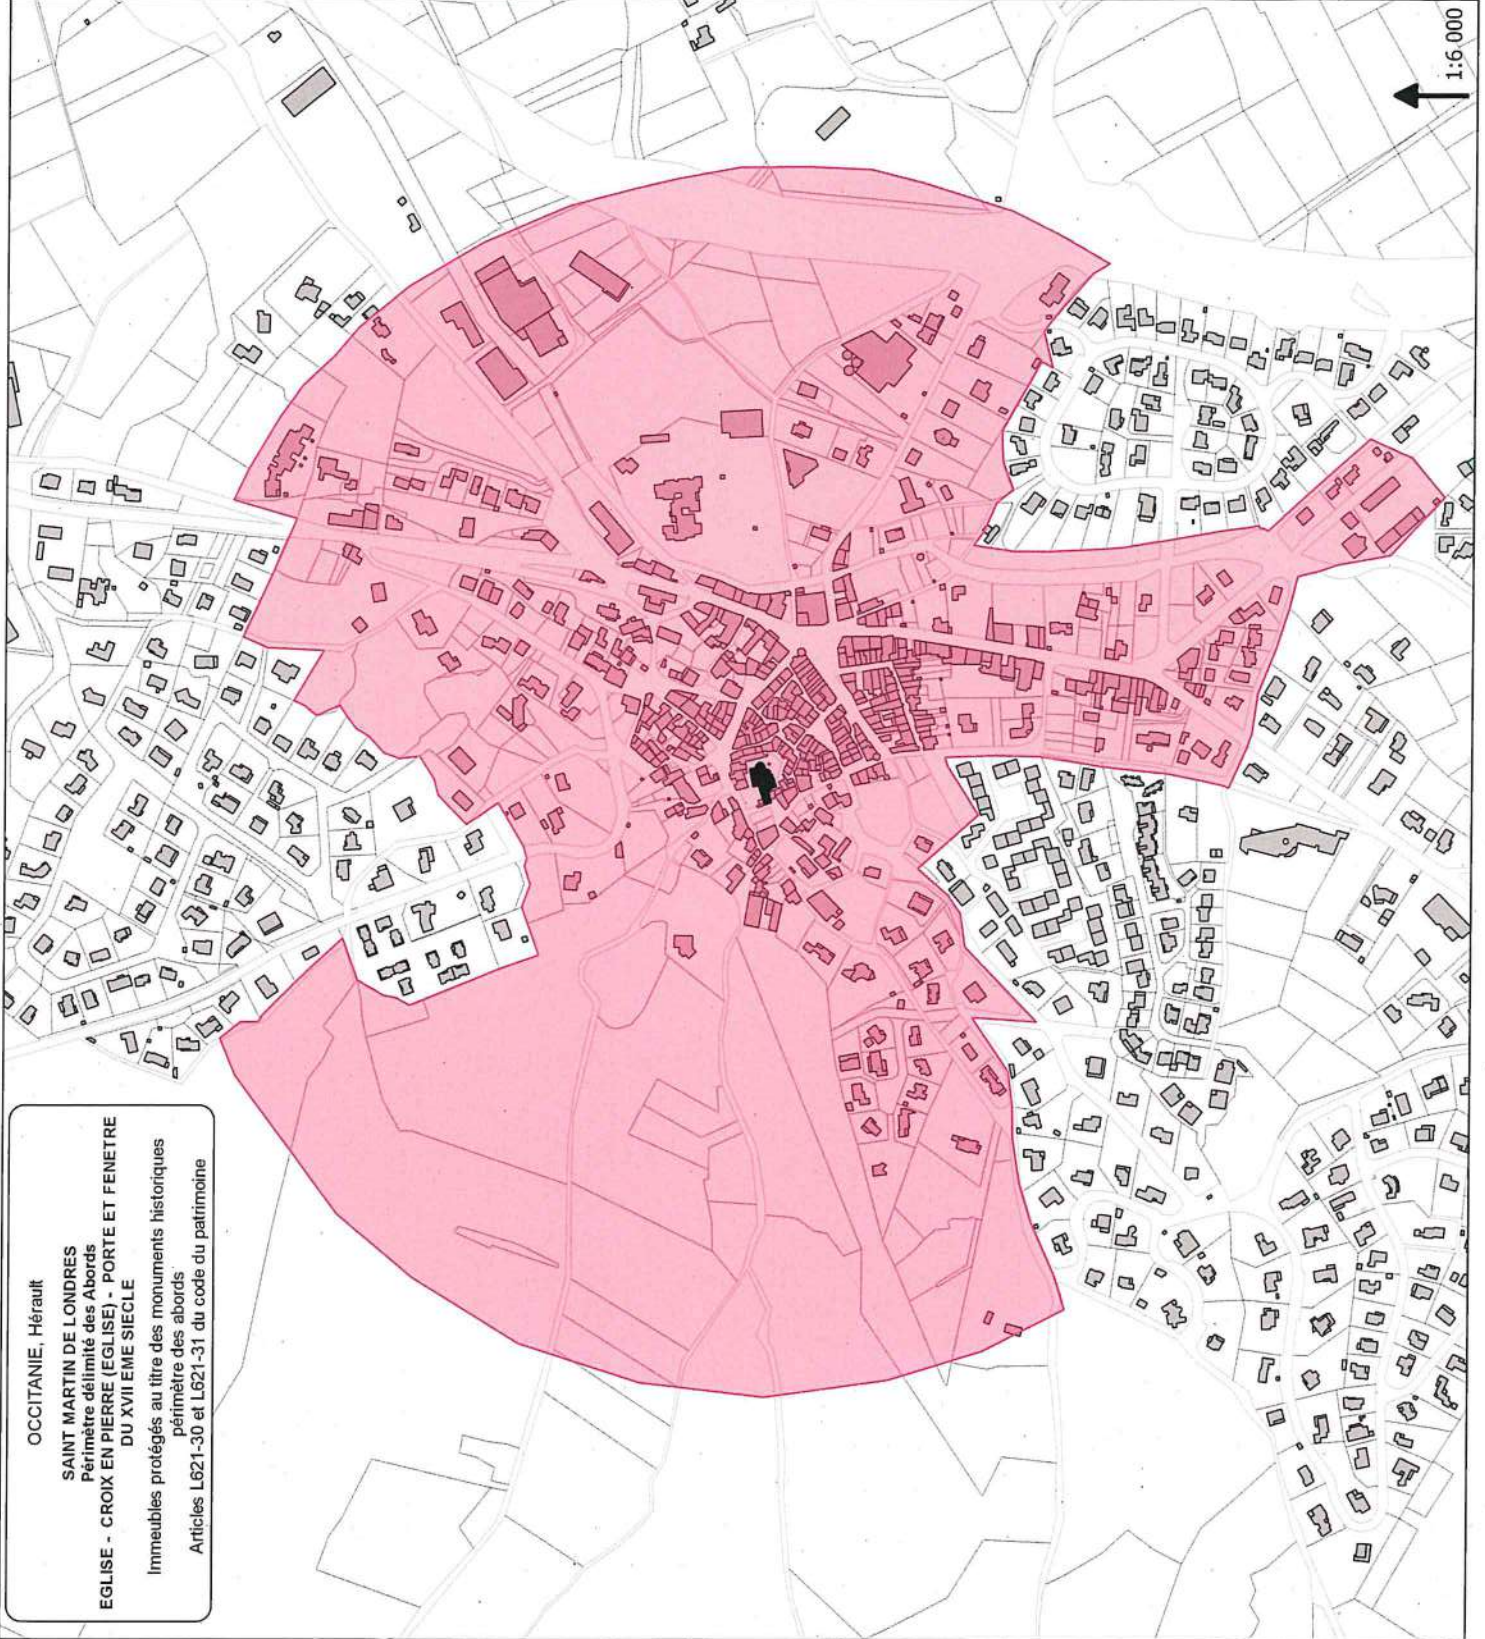 OCCITANIE, Hérault
SAINT MARTIN DE LONDRES
Périmètre délimité des Abords
EGLISE - CROIX EN PIERRE (EGLISE) - PORTE ET FENETRE
DU XVII EME SIECLE
Immeubles protégés au titre des monuments historiques
périmètre des abords
Articles L621-30 et L621-31 du code du patrimoine
1:6 000